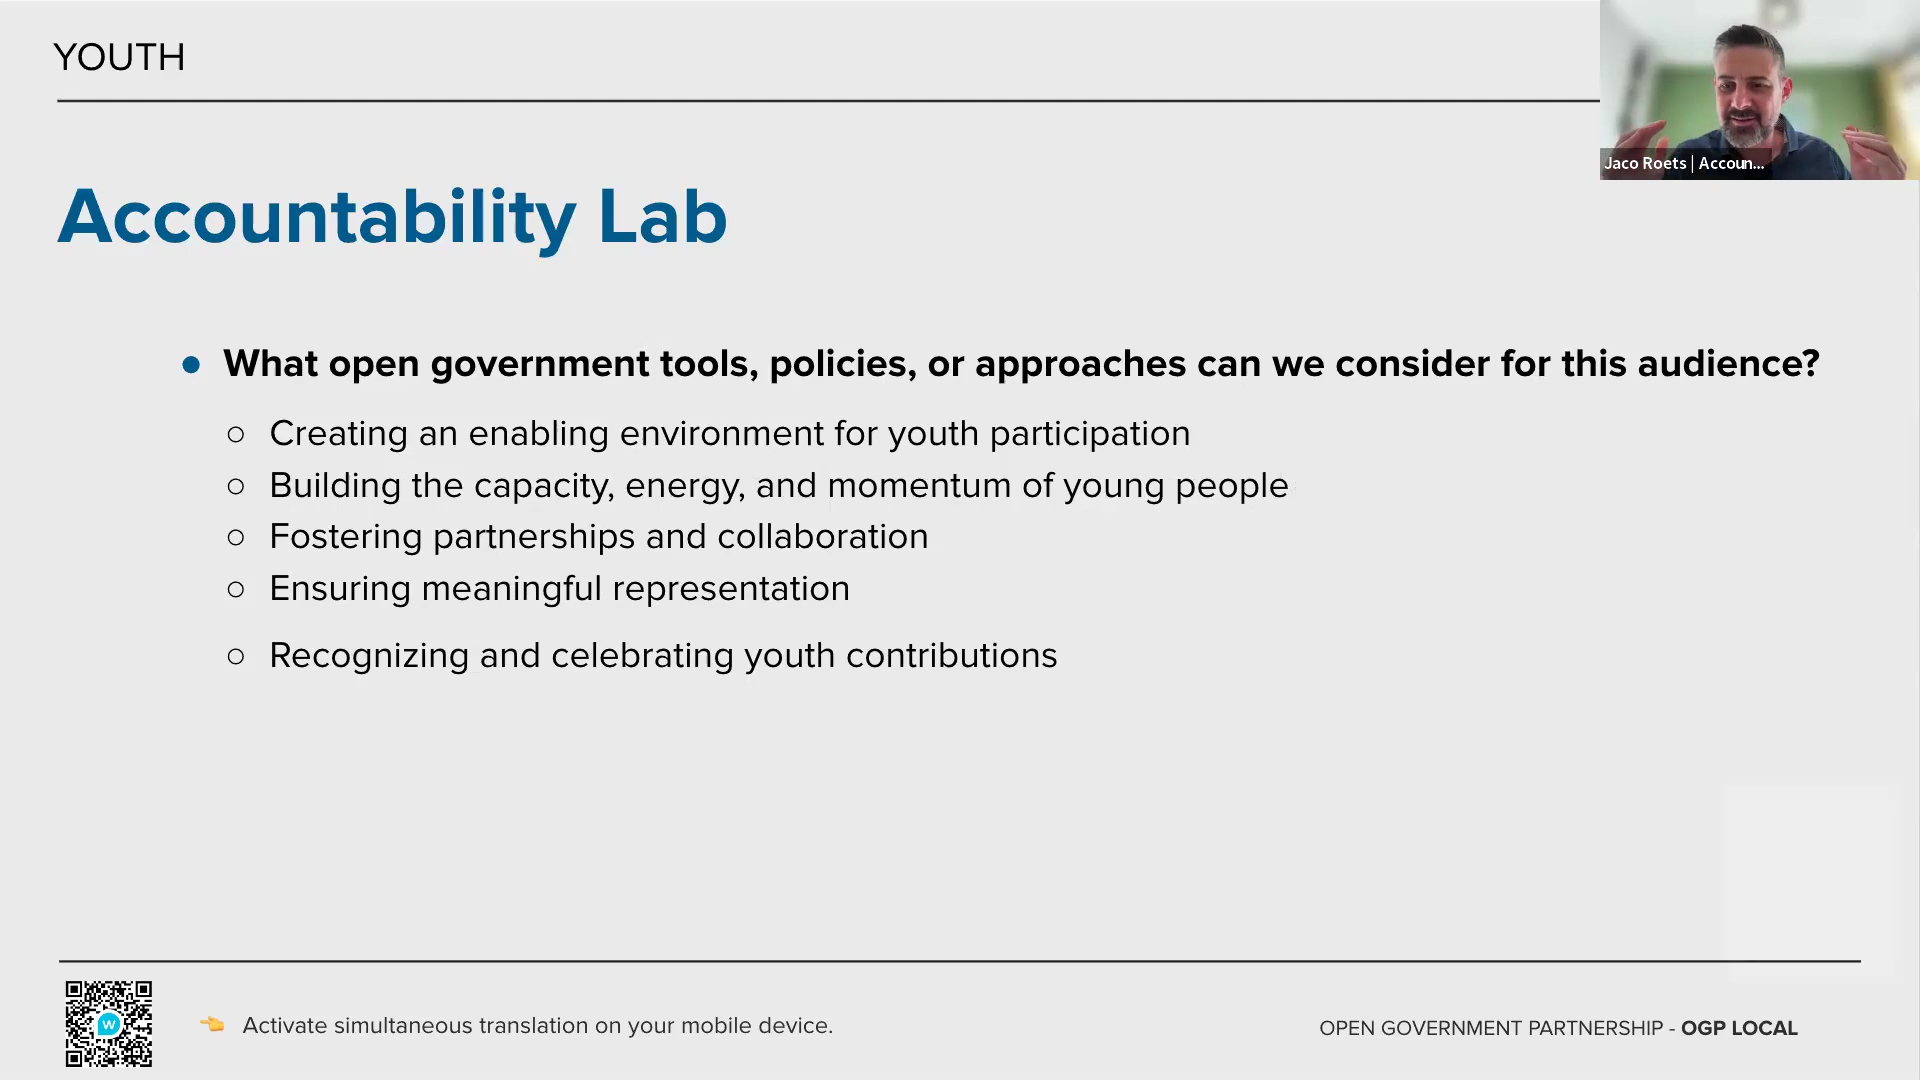 YOUTH
Jaco Roets | Accoun...
Accountability Lab
● What open government tools, policies, or approaches can we consider for this audience?
○ Creating an enabling environment for youth participation
○ Building the capacity, energy, and momentum of young people
○ Fostering partnerships and collaboration
○ Ensuring meaningful representation
○ Recognizing and celebrating youth contributions
w
👈 Activate simultaneous translation on your mobile device.
OPEN GOVERNMENT PARTNERSHIP - OGP LOCAL